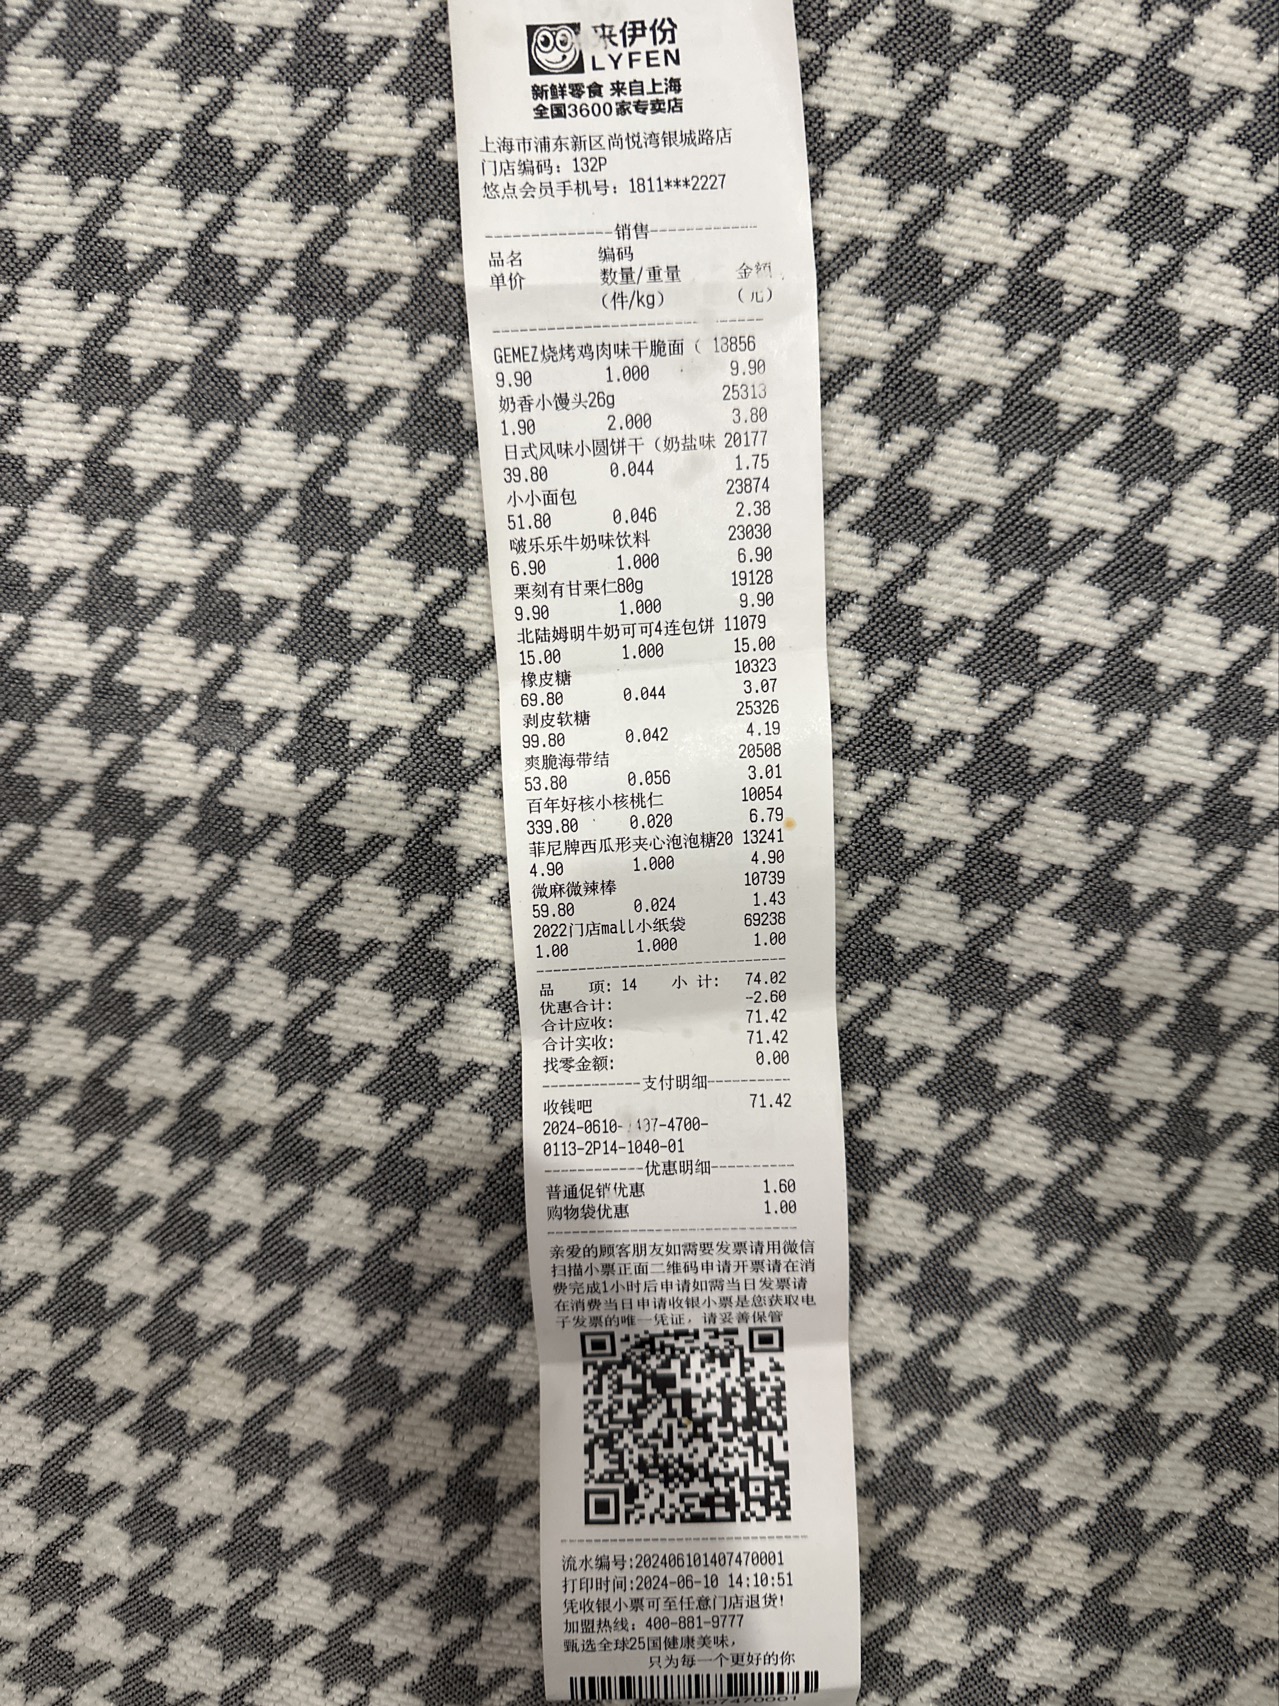 来伊份
LYFEN
新鲜零食 来自上海
全国3600家专卖店
上海市浦东新区尚悦湾银城路店
门店编码：132P
悠点会员手机号：1811***2227
销售
品名 编码
单价 数量/重量 金额
（件/kg） （元）
GEMEZ烧烤鸡肉味干脆面（ 13856
9.90 1.000 9.90
奶香小馒头26g 25313
1.90 2.000 3.80
日式风味小圆饼干（奶盐味 20177
39.80 0.044 1.75
小小面包 23874
51.80 0.046 2.38
啵乐乐牛奶味饮料 23030
6.90 1.000 6.90
栗刻有甘栗仁80g 19128
9.90 1.000 9.90
北陆姆明牛奶可可4连包饼 11079
15.00 1.000 15.00
橡皮糖 10323
69.80 0.044 3.07
剥皮软糖 25326
99.80 0.042 4.19
爽脆海带结 20508
53.80 0.056 3.01
百年好核小核桃仁 10054
339.80 0.020 6.79
菲尼牌西瓜形夹心泡泡糖20 13241
4.90 1.000 4.90
微麻微辣棒 10739
59.80 0.024 1.43
2022门店mall小纸袋 69238
1.00 1.000 1.00
品 项: 14 小 计: 74.02
优惠合计: -2.60
合计应收: 71.42
合计实收: 71.42
找零金额: 0.00
支付明细
收钱吧 71.42
2024-0610- -4700-
0113-2P14-1040-01
优惠明细
普通促销优惠 1.60
购物袋优惠 1.00
亲爱的顾客朋友如需要发票请用微信
扫描小票正面二维码申请开票请在消
费完成1小时后申请如需当日发票请
在消费当日申请收银小票是您获取电
子发票的唯一凭证，请妥善保管
流水编号:202406101407470001
打印时间:2024-06-10 14:10:51
凭收银小票可至任意门店退货!
加盟热线：400-881-9777
甄选全球25国健康美味，
只为每一个更好的你